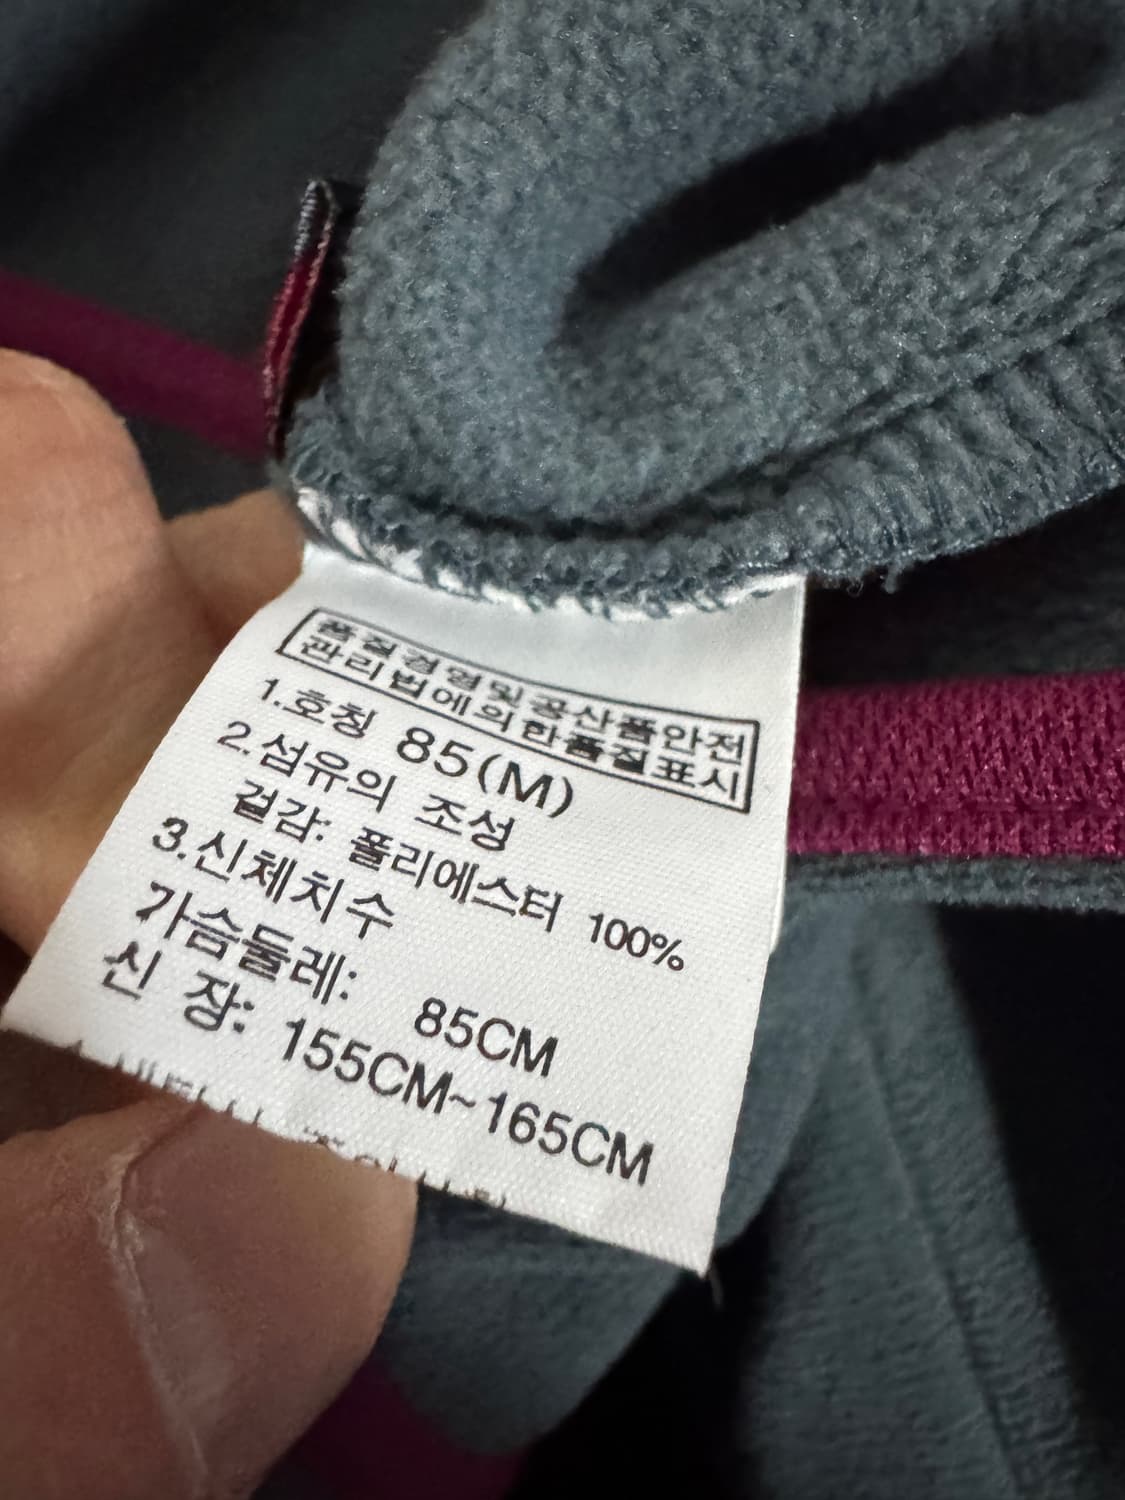 품질경영및공산품안전
관리법에의한품질표시
1.호칭 85(M)
2.섬유의 조성
겉감: 폴리에스터 100%
3.신체치수
가슴둘레: 85CM
신 장: 155CM~165CM